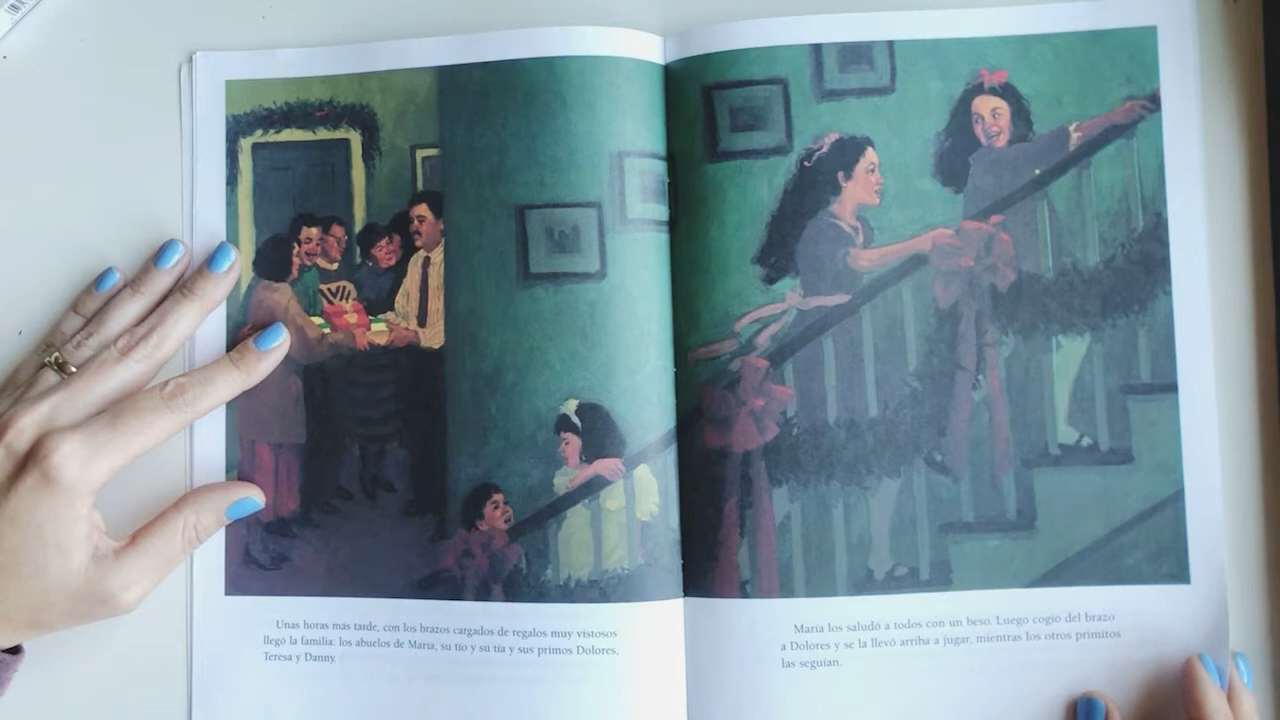 Unas horas más tarde, con los brazos cargados de regalos muy vistosos
llegó la familia: los abuelos de María, su tío y su tía y sus primos Dolores,
Teresa y Danny.
María los saludó a todos con un beso. Luego cogió del brazo
a Dolores y se la llevó arriba a jugar, mientras los otros primitos
las seguían.